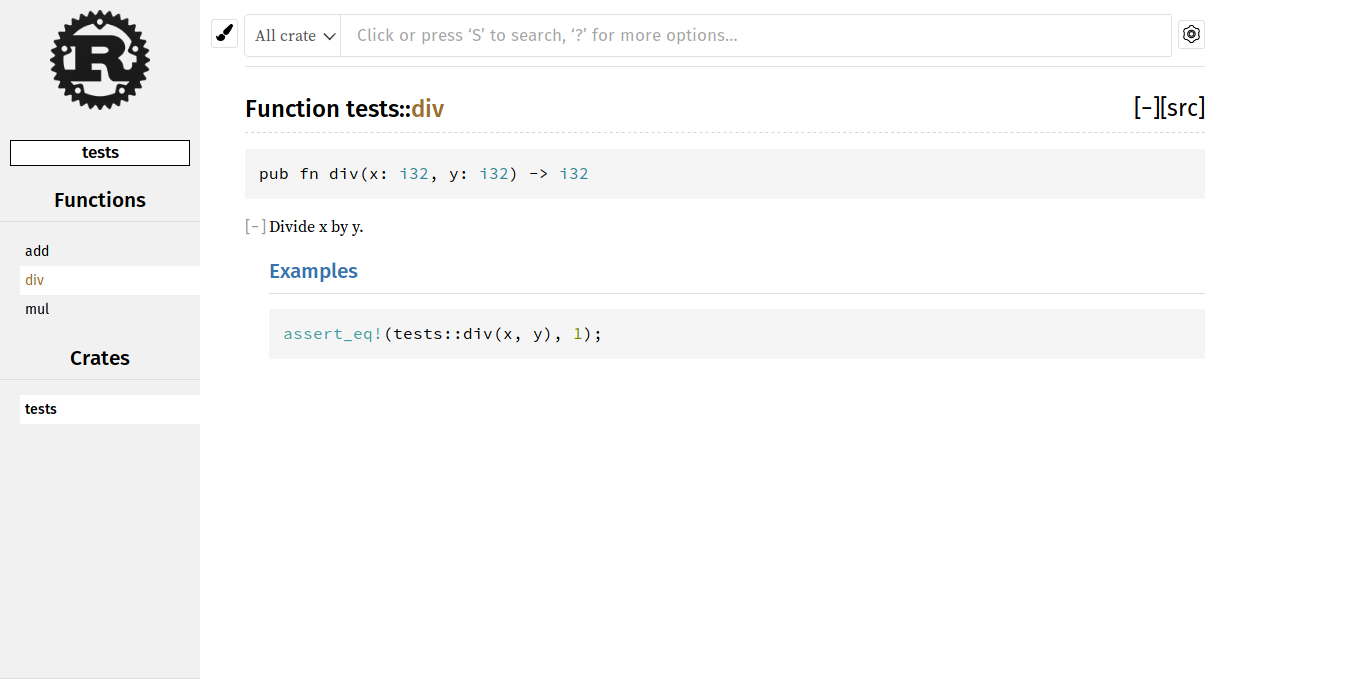 R
tests
Functions
add
div
mul
Crates
tests
All crate
Click or press ‘S’ to search, ‘?’ for more options…
Function tests::div
[−][src]
pub fn div(x: i32, y: i32) -> i32
[−] Divide x by y.
Examples
assert_eq!(tests::div(x, y), 1);